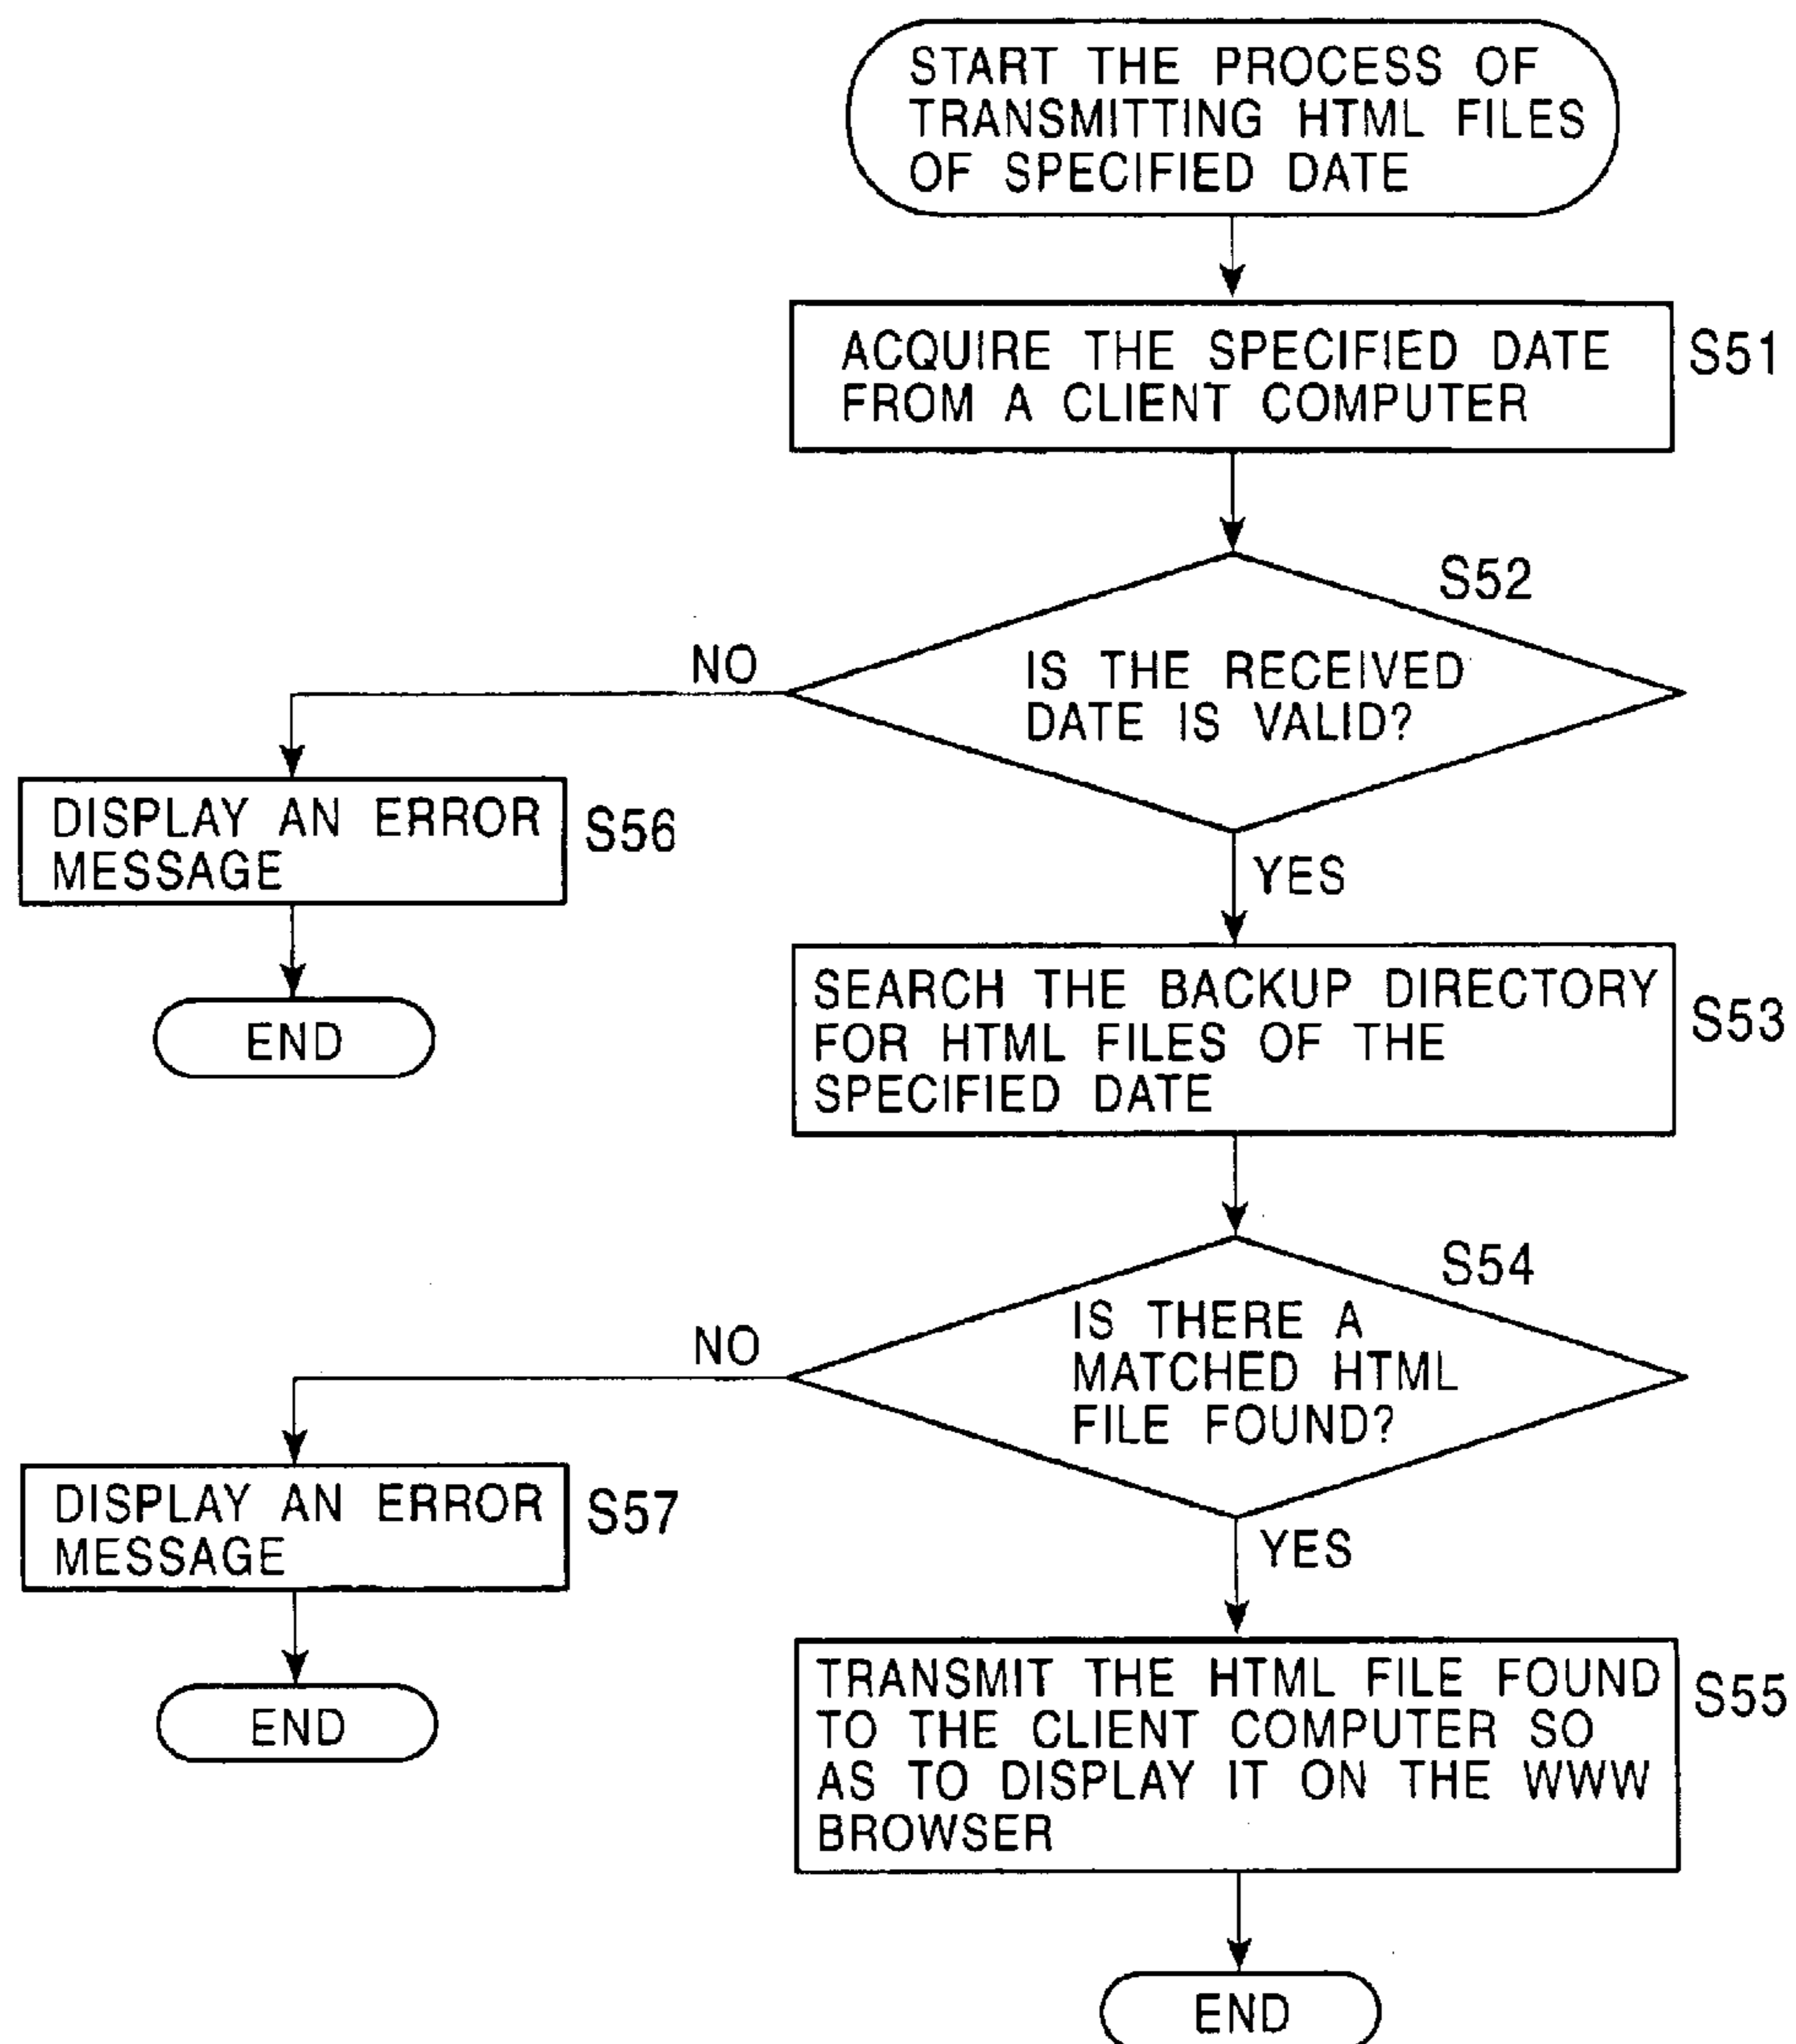 START THE PROCESS OF
TRANSMITTING HTML FILES
OF SPECIFIED DATE
ACQUIRE THE SPECIFIED DATE
FROM A CLIENT COMPUTER
S51
S52
IS THE RECEIVED
DATE IS VALID?
NO
DISPLAY AN ERROR
MESSAGE
S56
END
YES
SEARCH THE BACKUP DIRECTORY
FOR HTML FILES OF THE
SPECIFIED DATE
S53
S54
IS THERE A
MATCHED HTML
FILE FOUND?
NO
DISPLAY AN ERROR
MESSAGE
S57
END
YES
TRANSMIT THE HTML FILE FOUND
TO THE CLIENT COMPUTER SO
AS TO DISPLAY IT ON THE WWW
BROWSER
S55
END